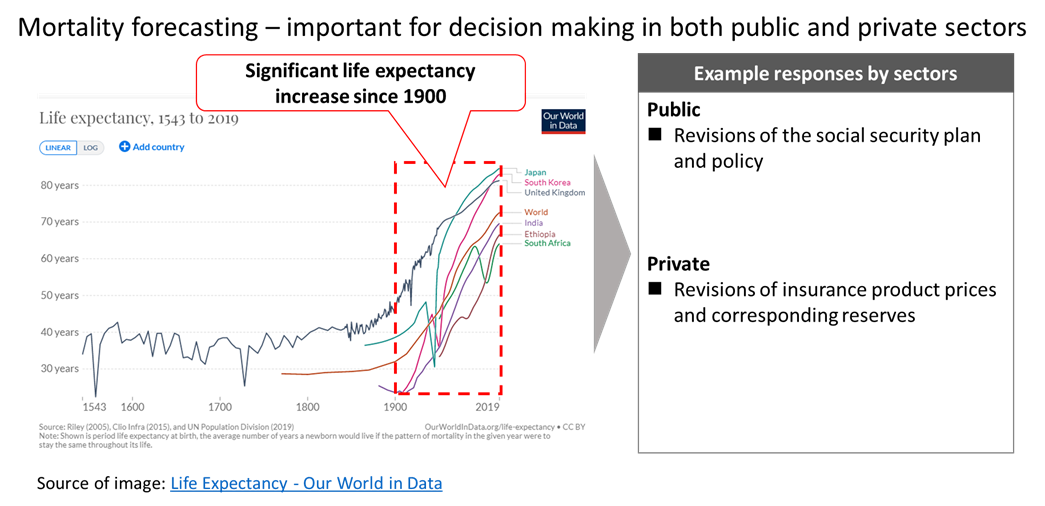 Mortality forecasting – important for decision making in both public and private sectors
Significant life expectancy
increase since 1900
Life expectancy, 1543 to 2019
Our World
in Data
LINEAR LOG Add country
80 years
70 years
60 years
50 years
40 years
30 years
1543 1600 1700 1800 1900 2019
Japan
South Korea
United Kingdom
World
India
Ethiopia
South Africa
Source: Riley (2005), Clio Infra (2015), and UN Population Division (2019)
OurWorldInData.org/life-expectancy • CC BY
Note: Shown is period life expectancy at birth, the average number of years a newborn would live if the pattern of mortality in the given year were to
stay the same throughout its life.
Example responses by sectors
Public
■ Revisions of the social security plan
and policy
Private
■ Revisions of insurance product prices
and corresponding reserves
Source of image: Life Expectancy - Our World in Data